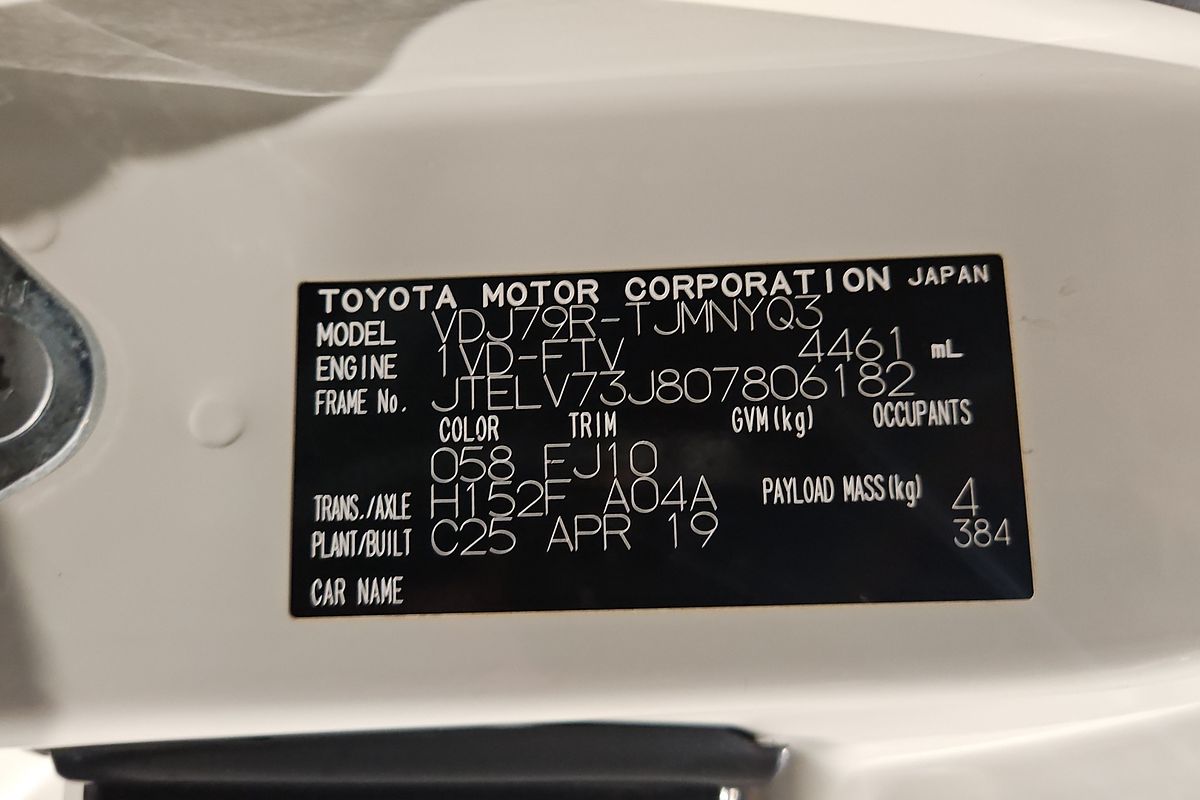 TOYOTA MOTOR CORPORATION JAPAN
MODEL VDJ79R-TJMNYQ3
ENGINE 1VD-FTV 4461 mL
FRAME No. JTELV73J807806182
COLOR TRIM GVM(kg) OCCUPANTS
058 FJ10
TRANS./AXLE H152F A04A PAYLOAD MASS(kg) 4
PLANT/BUILT C25 APR 19 384
CAR NAME